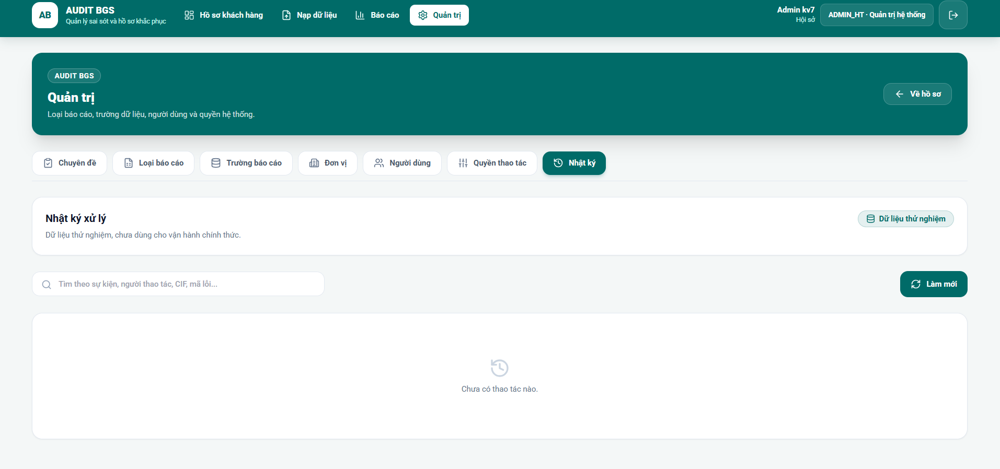 AB
AUDIT BGS
Quản lý sai sót và hồ sơ khắc phục
Hồ sơ khách hàng
Nạp dữ liệu
Báo cáo
Quản trị
Admin kv7
Hội sở
ADMIN_HT · Quản trị hệ thống
AUDIT BGS
Quản trị
Loại báo cáo, trường dữ liệu, người dùng và quyền hệ thống.
Về hồ sơ
Chuyên đề
Loại báo cáo
Trường báo cáo
Đơn vị
Người dùng
Quyền thao tác
Nhật ký
Nhật ký xử lý
Dữ liệu thử nghiệm, chưa dùng cho vận hành chính thức.
Dữ liệu thử nghiệm
Tìm theo sự kiện, người thao tác, CIF, mã lỗi...
Làm mới
Chưa có thao tác nào.